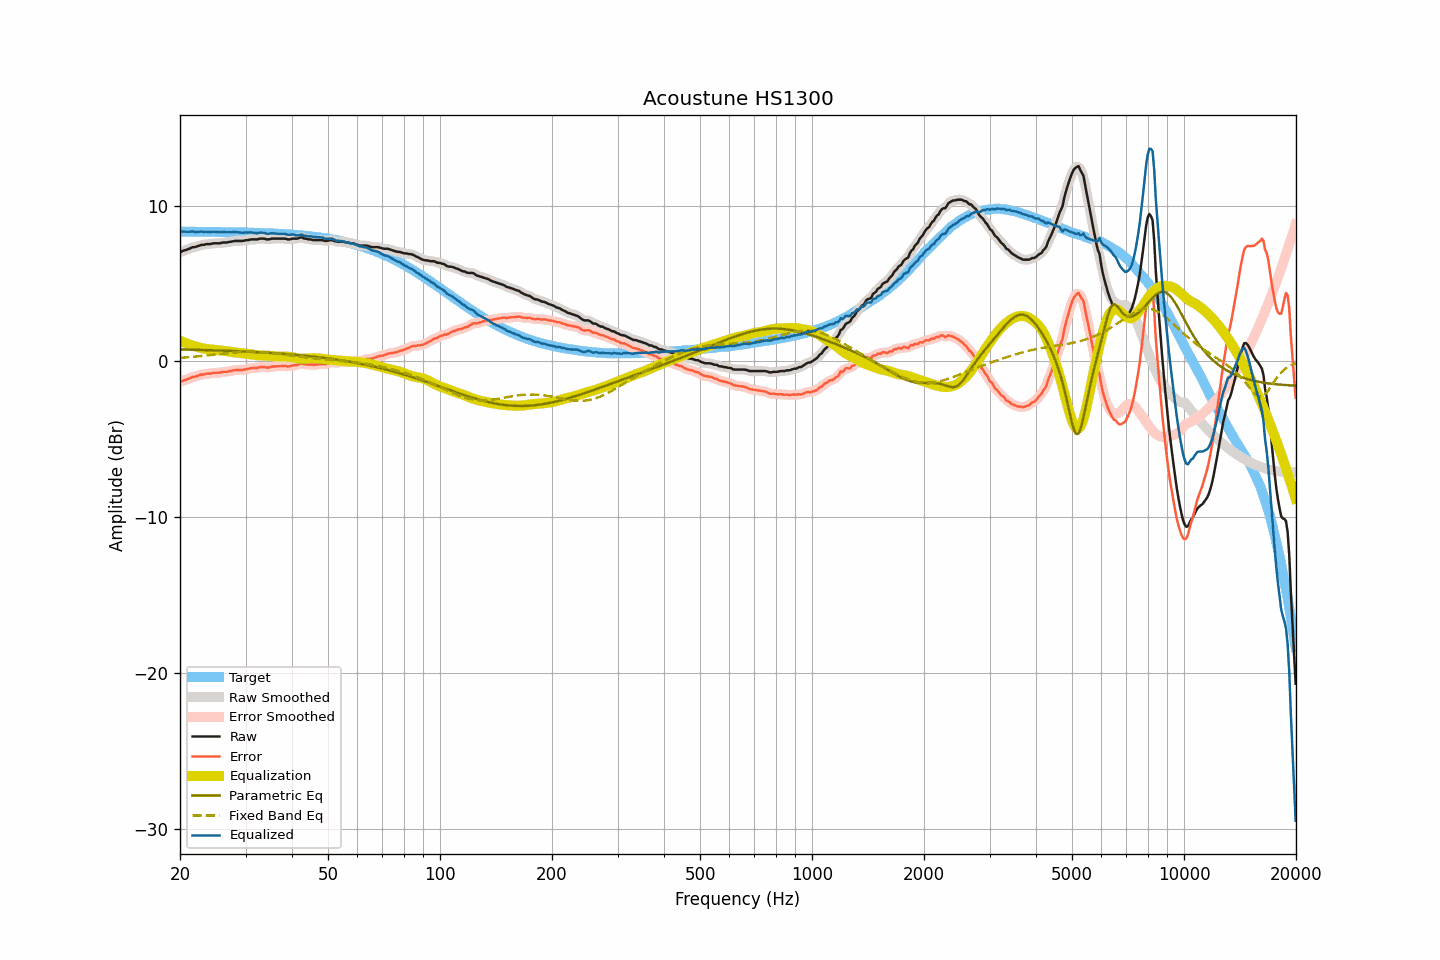 Acoustune HS1300
Amplitude (dBr)
10
0
−10
−20
−30
Target
Raw Smoothed
Error Smoothed
Raw
Error
Equalization
Parametric Eq
Fixed Band Eq
Equalized
20 50 100 200 500 1000 2000 5000 10000 20000
Frequency (Hz)